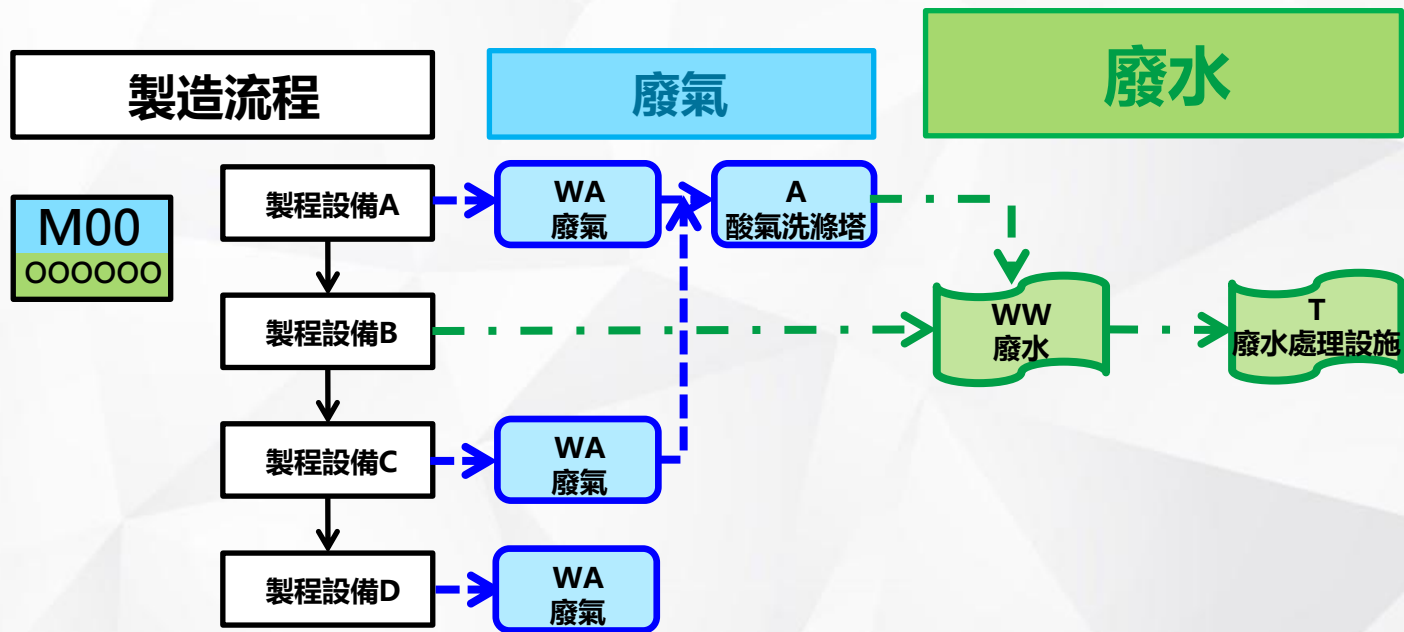 製造流程
廢氣
廢水
M00
OOOOOO
製程設備A
WA
廢氣
A
酸氣洗滌塔
製程設備B
WW
廢水
T
廢水處理設施
製程設備C
WA
廢氣
製程設備D
WA
廢氣